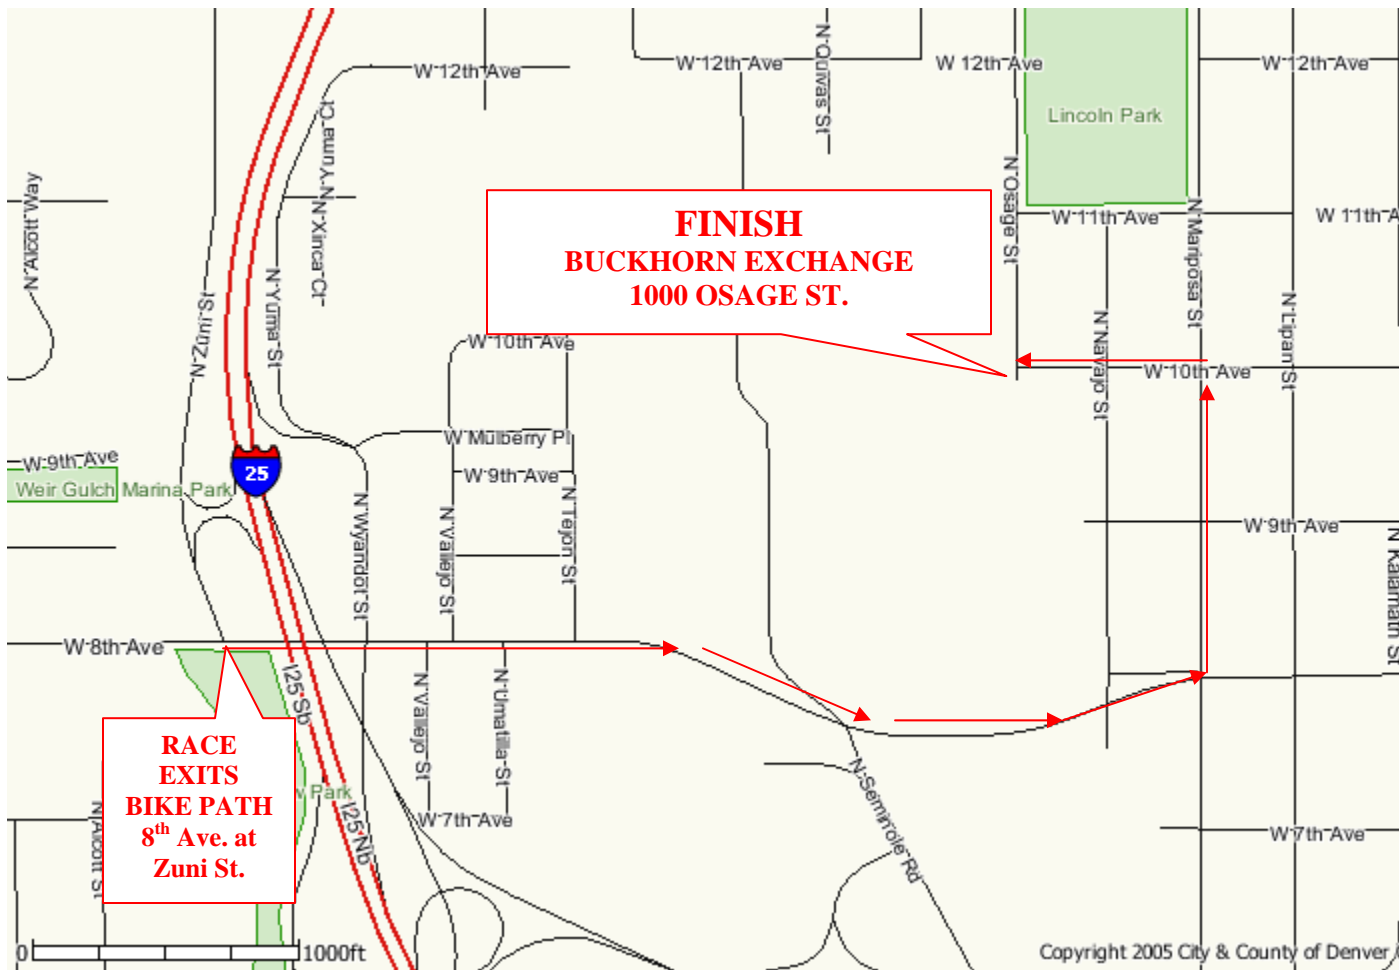 W 12th Ave
W 12th Ave
N Quivas St
W 12th Ave
W 12th Ave
Lincoln Park
N Yuma Ct
N Xinca Ct
N Alcott Way
N Zuni St
N Yuma St
N Osage St
W 11th Ave
N Mariposa St
W 11th A
FINISH
BUCKHORN EXCHANGE
1000 OSAGE ST.
W 10th Ave
N Navajo St
W 10th Ave
N Lipan St
W Mulberry Pl
W 9th Ave
25
W 9th Ave
Weir Gulch Marina Park
N Wyandot St
N Vallejo St
N Tejon St
W 9th Ave
N Kalamath St
W 8th Ave
I25 Sb
N Vallejo St
N Umatilla St
RACE
EXITS
BIKE PATH
8th Ave. at
Zuni St.
Park
I25 Nb
W 7th Ave
N Seminole Rd
W 7th Ave
N Alcott St
0
1000ft
Copyright 2005 City & County of Denver